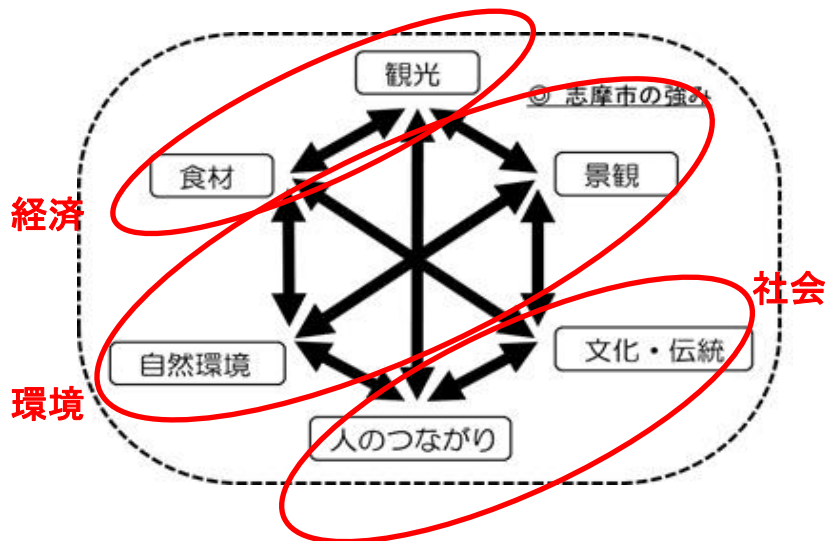 観光
◎ 志摩市の強み
食材
景観
経済
社会
自然環境
文化・伝統
環境
人のつながり